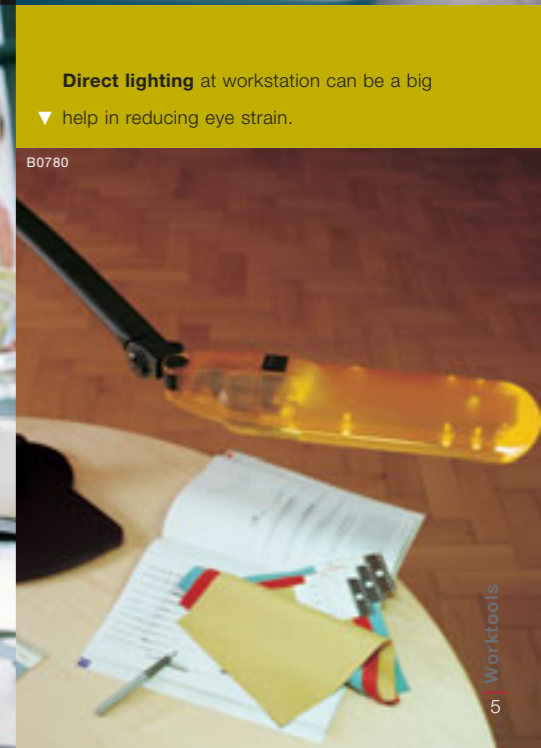 Direct lighting at workstation can be a big
▼ help in reducing eye strain.
B0780
Worktools
5